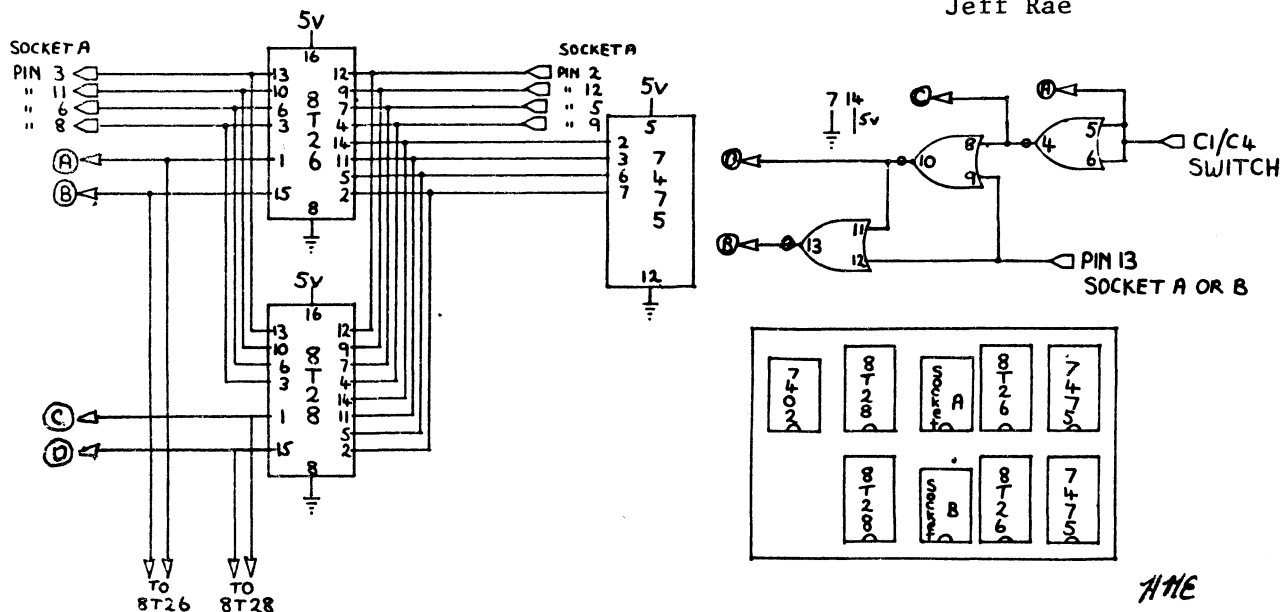 Jeff Rae
5V
SOCKET A
PIN 3
" 11
" 6
" 8
A
B
16
13
10
6
3
1
15
8T26
12
9
7
4
14
11
5
2
8
SOCKET A
PIN 2
" 12
" 5
" 9
5V
5
2
3
6
7
7475
12
5V
16
13
10
6
3
1
15
8T28
12
9
7
4
14
11
5
2
8
C
D
TO
8T26
TO
8T28
7 14
5V
C
A
8
9
10
4
5
6
C1/C4
SWITCH
D
B
13
11
12
PIN 13
SOCKET A OR B
7402
8T28
SOCKET A
8T26
7475
8T28
SOCKET B
8T26
7475
HME